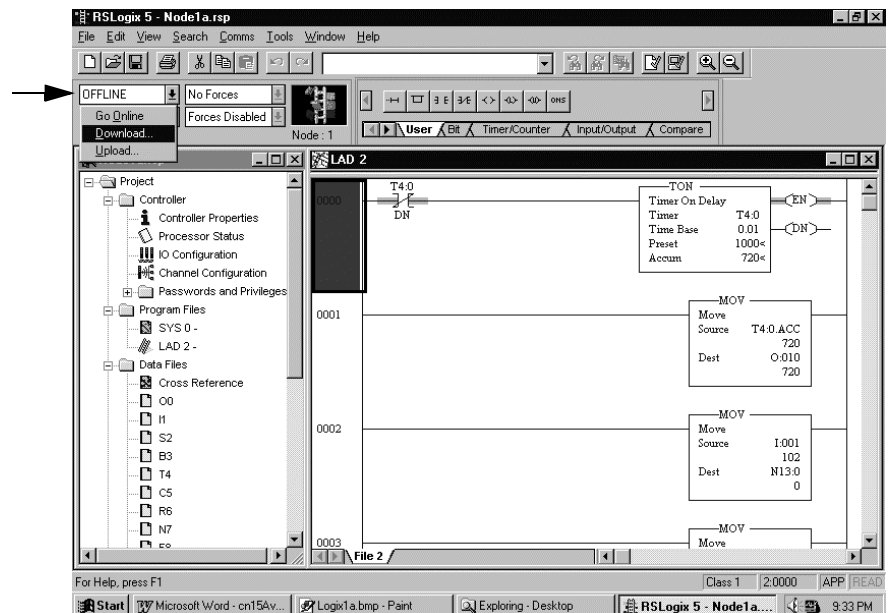 RSLogix 5 - Node1a.rsp
File Edit View Search Comms Tools Window Help
OFFLINE
No Forces
Go Online
Forces Disabled
Download...
Upload...
Node : 1
User Bit Timer/Counter Input/Output Compare
ONS
LAD 2
Project
Controller
Controller Properties
Processor Status
IO Configuration
Channel Configuration
Passwords and Privileges
Program Files
SYS 0 -
LAD 2 -
Data Files
Cross Reference
O0
I1
S2
B3
T4
C5
R6
N7
F8
0000
T4:0
DN
TON
Timer On Delay
Timer T4:0
Time Base 0.01
Preset 1000<
Accum 720<
EN
DN
0001
MOV
Move
Source T4:0.ACC
720
Dest O:010
720
0002
MOV
Move
Source I:001
102
Dest N13:0
0
0003
MOV
Move
File 2
For Help, press F1
Class 1 2:0000 APP READ
Start Microsoft Word - cn15Av... Logix1a.bmp - Paint Exploring - Desktop RSLogix 5 - Node1a.... 9:33 PM